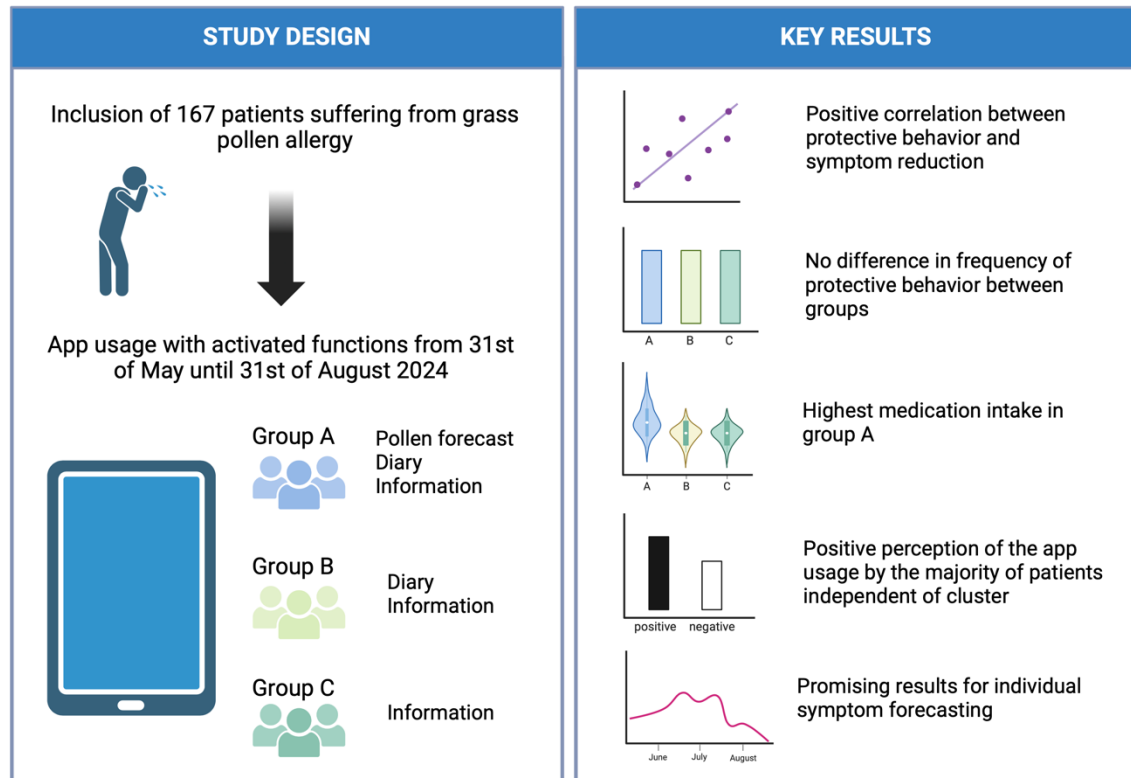 STUDY DESIGN
Inclusion of 167 patients suffering from grass
pollen allergy
App usage with activated functions from 31st
of May until 31st of August 2024
Group A
Pollen forecast
Diary
Information
Group B
Diary
Information
Group C
Information
KEY RESULTS
Positive correlation between
protective behavior and
symptom reduction
No difference in frequency of
protective behavior between
groups
A B C
Highest medication intake in
group A
A B C
Positive perception of the app
usage by the majority of patients
independent of cluster
positive negative
Promising results for individual
symptom forecasting
June July August